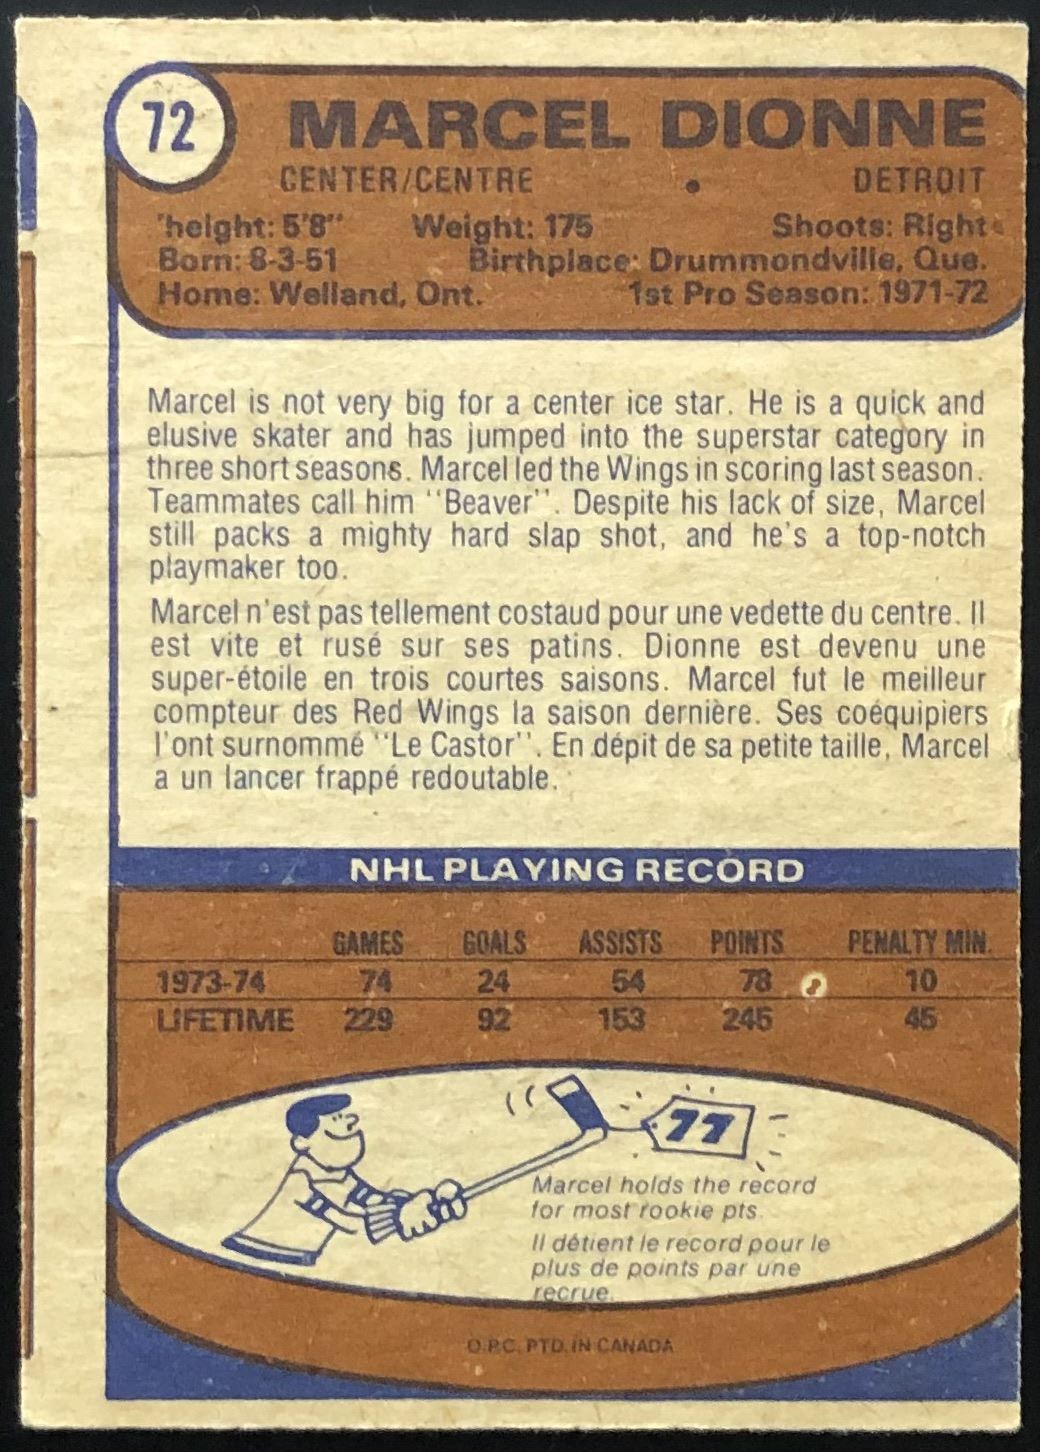 72 MARCEL DIONNE
CENTER/CENTRE • DETROIT
'height: 5'8" Weight: 175 Shoots: Right
Born: 8-3-51 Birthplace: Drummondville, Que.
Home: Welland, Ont. 1st Pro Season: 1971-72
Marcel is not very big for a center ice star. He is a quick and
elusive skater and has jumped into the superstar category in
three short seasons. Marcel led the Wings in scoring last season.
Teammates call him "Beaver". Despite his lack of size, Marcel
still packs a mighty hard slap shot, and he's a top-notch
playmaker too.
Marcel n'est pas tellement costaud pour une vedette du centre. Il
est vite et rusé sur ses patins. Dionne est devenu une
super-étoile en trois courtes saisons. Marcel fut le meilleur
compteur des Red Wings la saison dernière. Ses coéquipiers
l'ont surnommé "Le Castor". En dépit de sa petite taille, Marcel
a un lancer frappé redoutable.
NHL PLAYING RECORD
GAMES GOALS ASSISTS POINTS PENALTY MIN.
1973-74 74 24 54 78 10
LIFETIME 229 92 153 245 45
77
Marcel holds the record
for most rookie pts.
Il détient le record pour le
plus de points par une
recrue.
O.P.C. PTD. IN CANADA